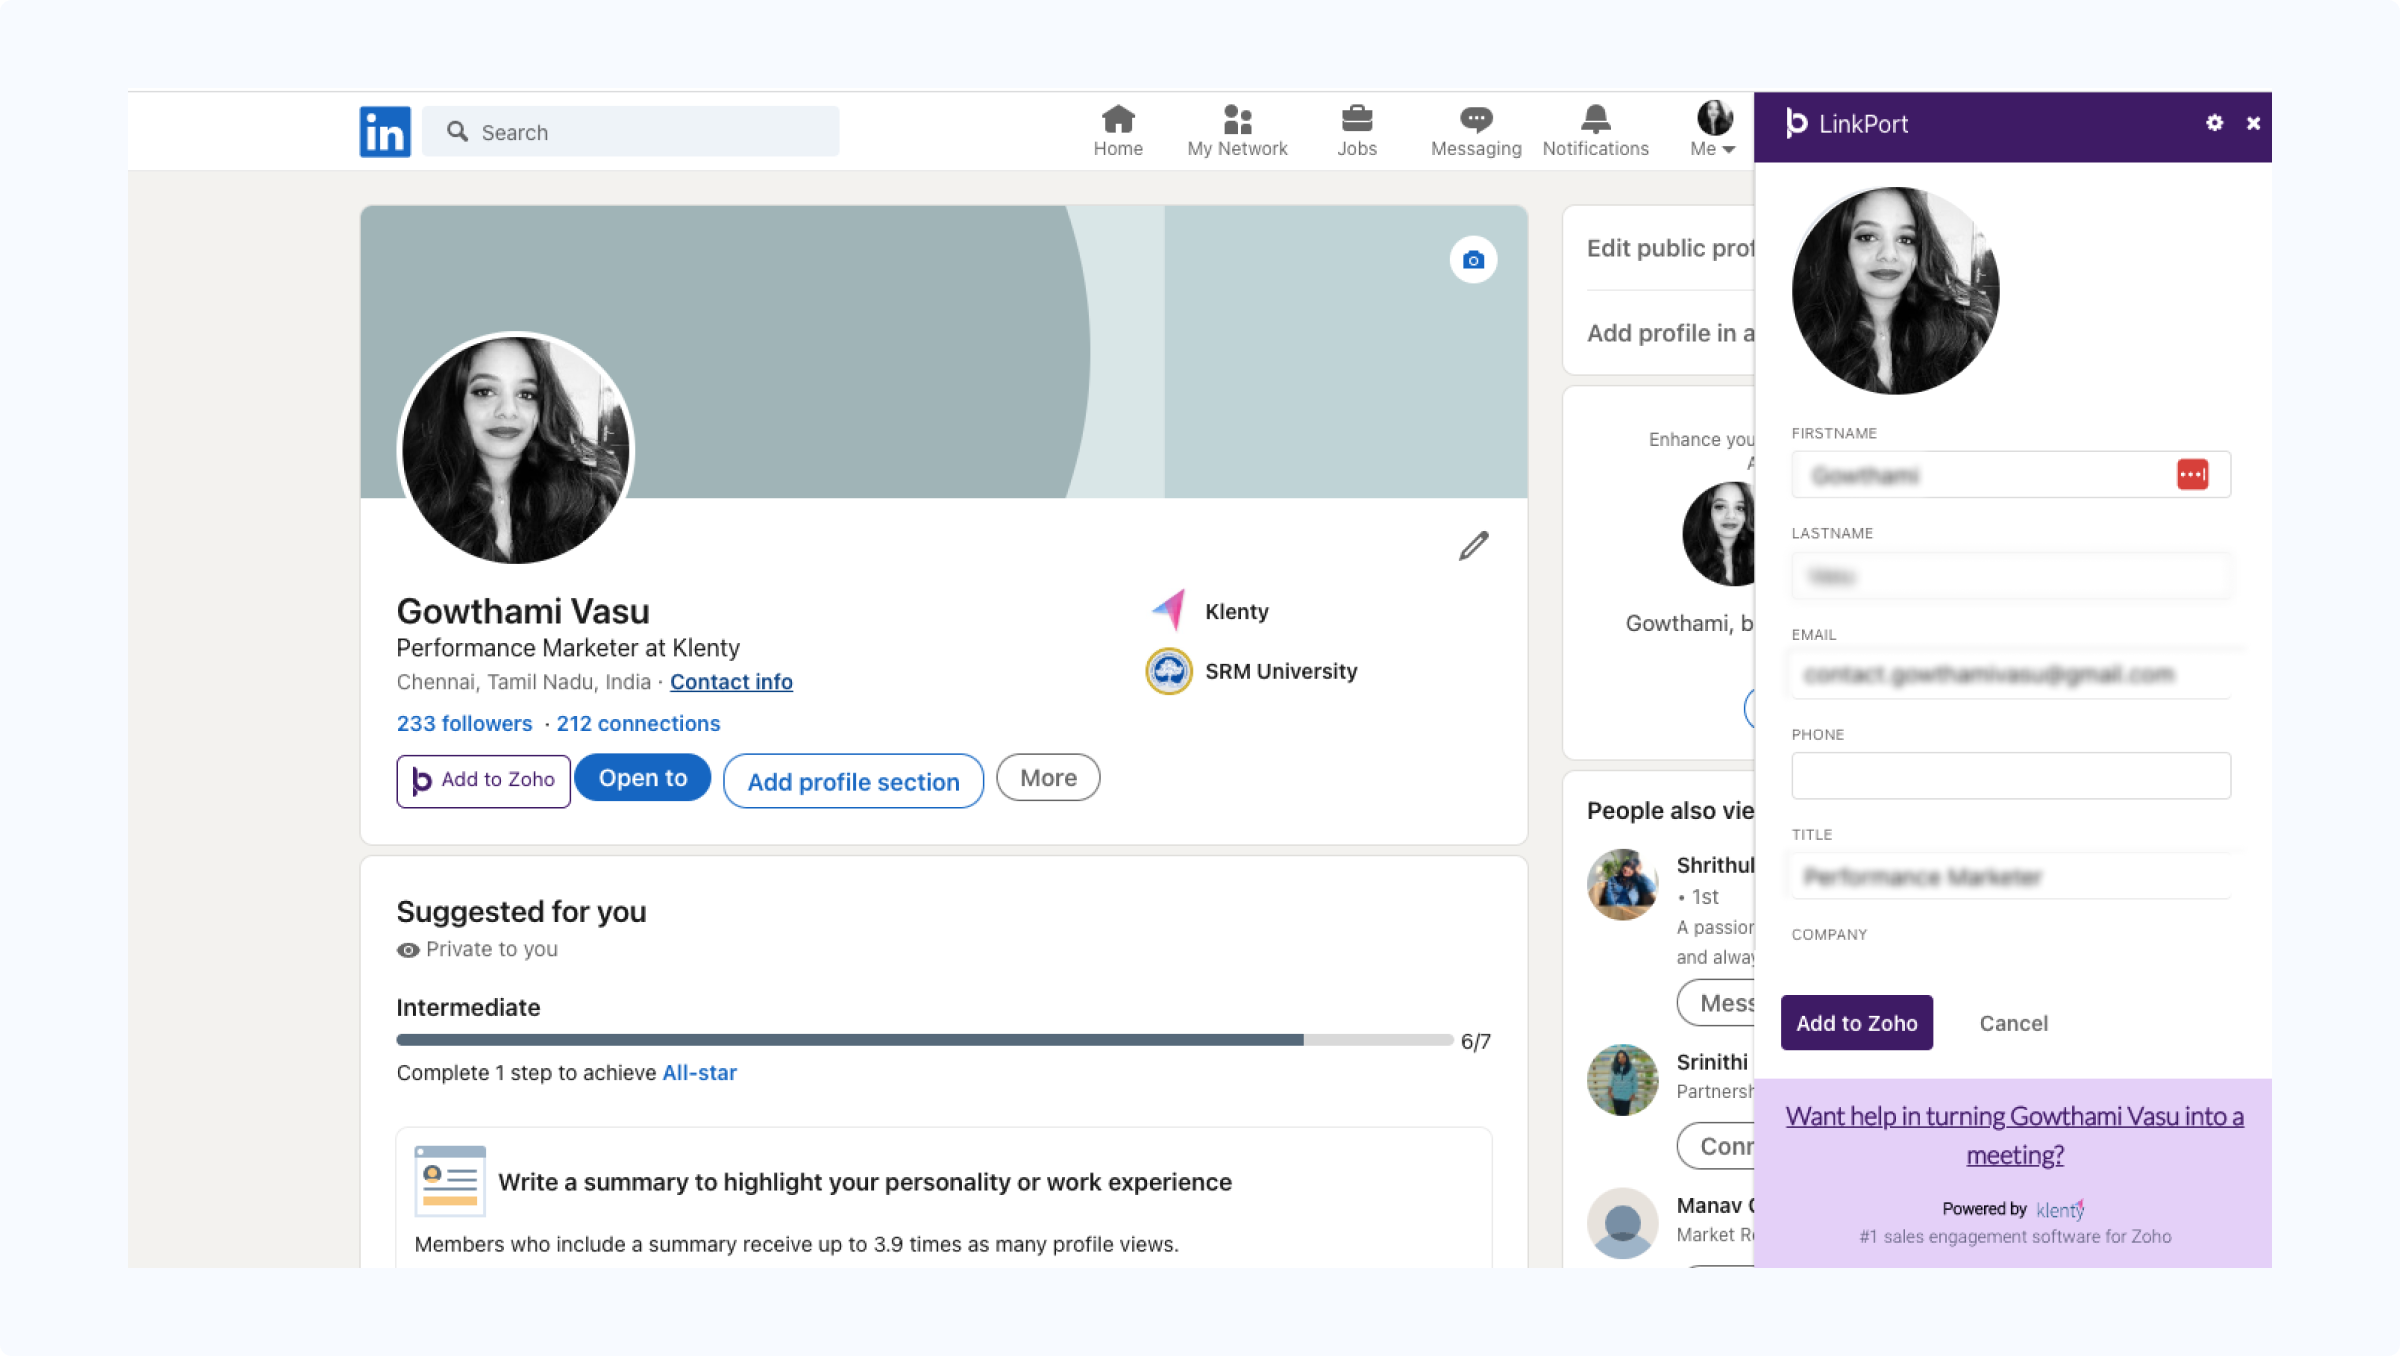 in
Search
Home
My Network
Jobs
Messaging
Notifications
Me
LinkPort
Gowthami Vasu
Performance Marketer at Klenty
Chennai, Tamil Nadu, India · Contact info
233 followers · 212 connections
Add to Zoho
Open to
Add profile section
More
Klenty
SRM University
Suggested for you
Private to you
Intermediate
6/7
Complete 1 step to achieve All-star
Write a summary to highlight your personality or work experience
Members who include a summary receive up to 3.9 times as many profile views.
Edit public prof
Add profile in a
Enhance you
A
Gowthami, b
People also vie
Shrithul
• 1st
A passion
and alway
Mess
Srinithi
Partnersh
Conn
Manav
Market Re
FIRSTNAME
LASTNAME
EMAIL
PHONE
TITLE
COMPANY
Add to Zoho
Cancel
Want help in turning Gowthami Vasu into a
meeting?
Powered by klenty
#1 sales engagement software for Zoho